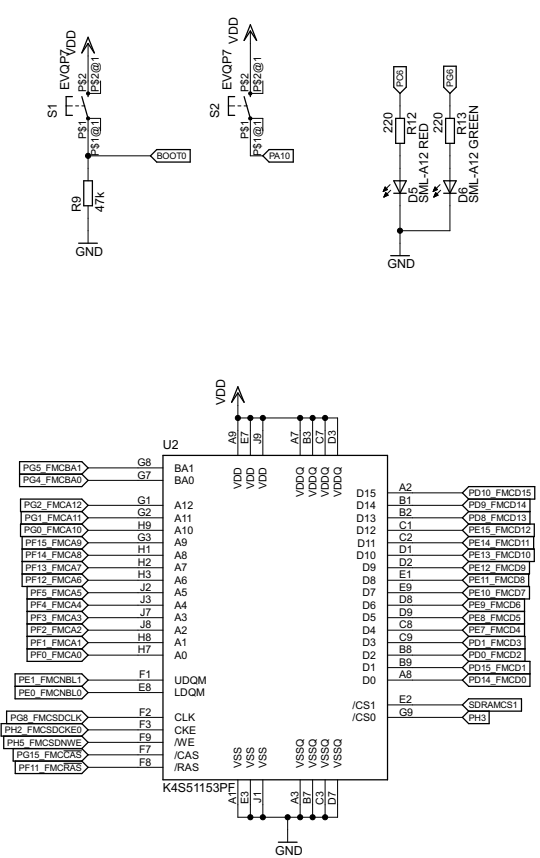 VDD
EVQP7
S1
P$2
P$2@1
P$1
P$1@1
BOOT0
R9
47k
GND
VDD
EVQP7
S2
P$2
P$2@1
P$1
P$1@1
PA10
PC6
PG6
220
R12
220
R13
D5
SML-A12 RED
D6
SML-A12 GREEN
GND
VDD
A9
E7
J9
A7
B3
C7
D3
U2
VDD
VDD
VDD
VDDQ
VDDQ
VDDQ
VDDQ
PG5_FMCBA1 G8 BA1
PG4_FMCBA0 G7 BA0
PG2_FMCA12 G1 A12
PG1_FMCA11 G2 A11
PG0_FMCA10 H9 A10
PF15_FMCA9 G3 A9
PF14_FMCA8 H1 A8
PF13_FMCA7 H2 A7
PF12_FMCA6 H3 A6
PF5_FMCA5 J2 A5
PF4_FMCA4 J3 A4
PF3_FMCA3 J7 A3
PF2_FMCA2 J8 A2
PF1_FMCA1 H8 A1
PF0_FMCA0 H7 A0
PE1_FMCNBL1 F1 UDQM
PE0_FMCNBL0 E8 LDQM
PG8_FMCSDCLK F2 CLK
PH2_FMCSDCKE0 F3 CKE
PH5_FMCSDNWE F9 /WE
PG15_FMCCAS F7 /CAS
PF11_FMCRAS F8 /RAS
D15 A2 PD10_FMCD15
D14 B1 PD9_FMCD14
D13 B2 PD8_FMCD13
D12 C1 PE15_FMCD12
D11 C2 PE14_FMCD11
D10 D1 PE13_FMCD10
D9 D2 PE12_FMCD9
D8 E1 PE11_FMCD8
D7 E9 PE10_FMCD7
D6 D8 PE9_FMCD6
D5 D9 PE8_FMCD5
D4 C8 PE7_FMCD4
D3 C9 PD1_FMCD3
D2 B8 PD0_FMCD2
D1 B9 PD15_FMCD1
D0 A8 PD14_FMCD0
/CS1 E2 SDRAMCS1
/CS0 G9 PH3
VSS
VSS
VSS
VSSQ
VSSQ
VSSQ
VSSQ
K4S51153PF
A1
E3
J1
A3
B7
C3
D7
GND